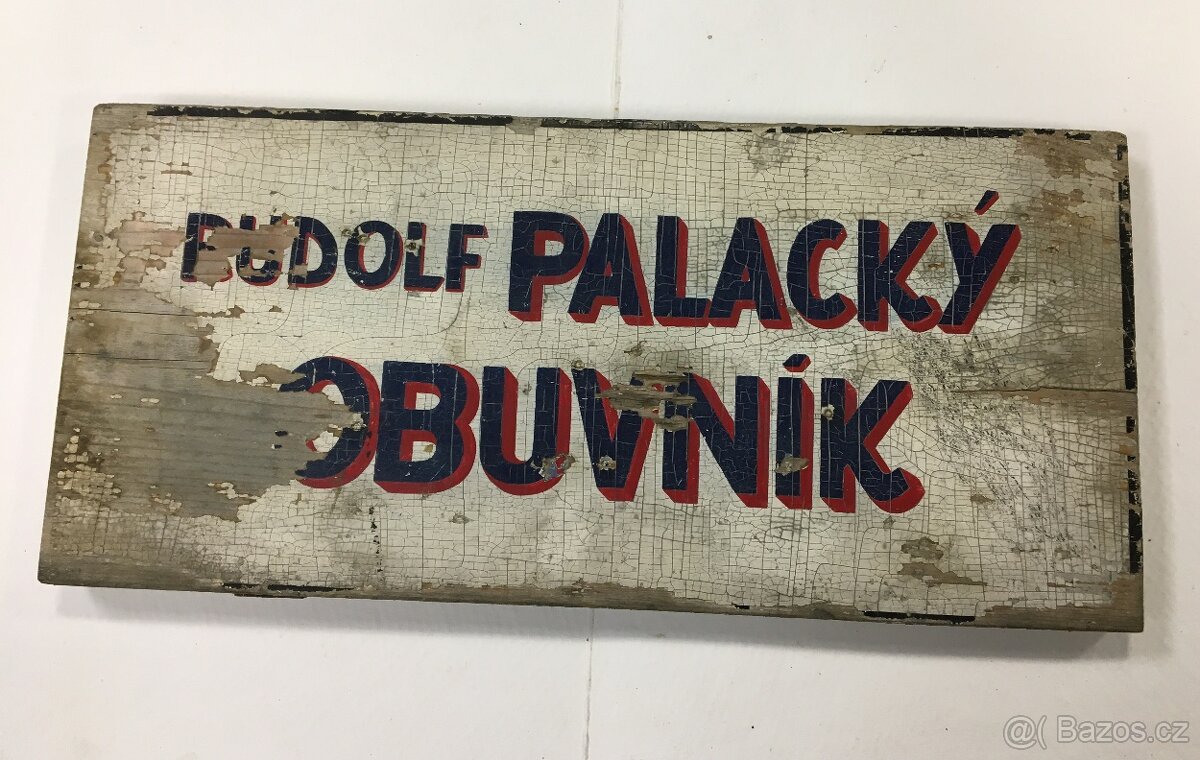 RUDOLF PALACKÝ
OBUVNÍK
@( Bazos.cz